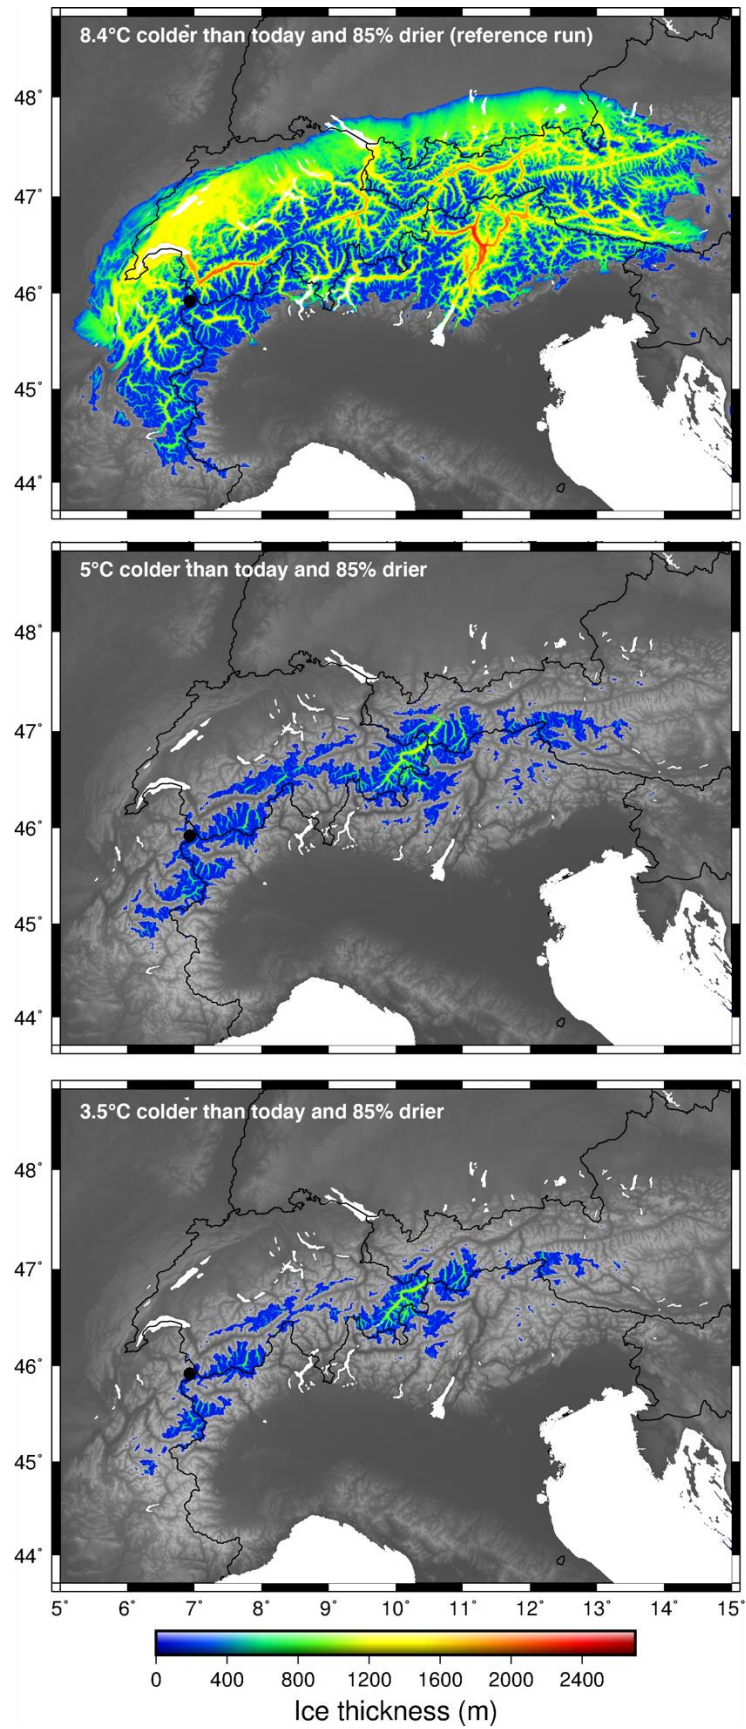 8.4°C colder than today and 85% drier (reference run)
48°
47°
46°
45°
44°
5°C colder than today and 85% drier
48°
47°
46°
45°
44°
3.5°C colder than today and 85% drier
48°
47°
46°
45°
44°
5° 6° 7° 8° 9° 10° 11° 12° 13° 14° 15°
0 400 800 1200 1600 2000 2400
Ice thickness (m)